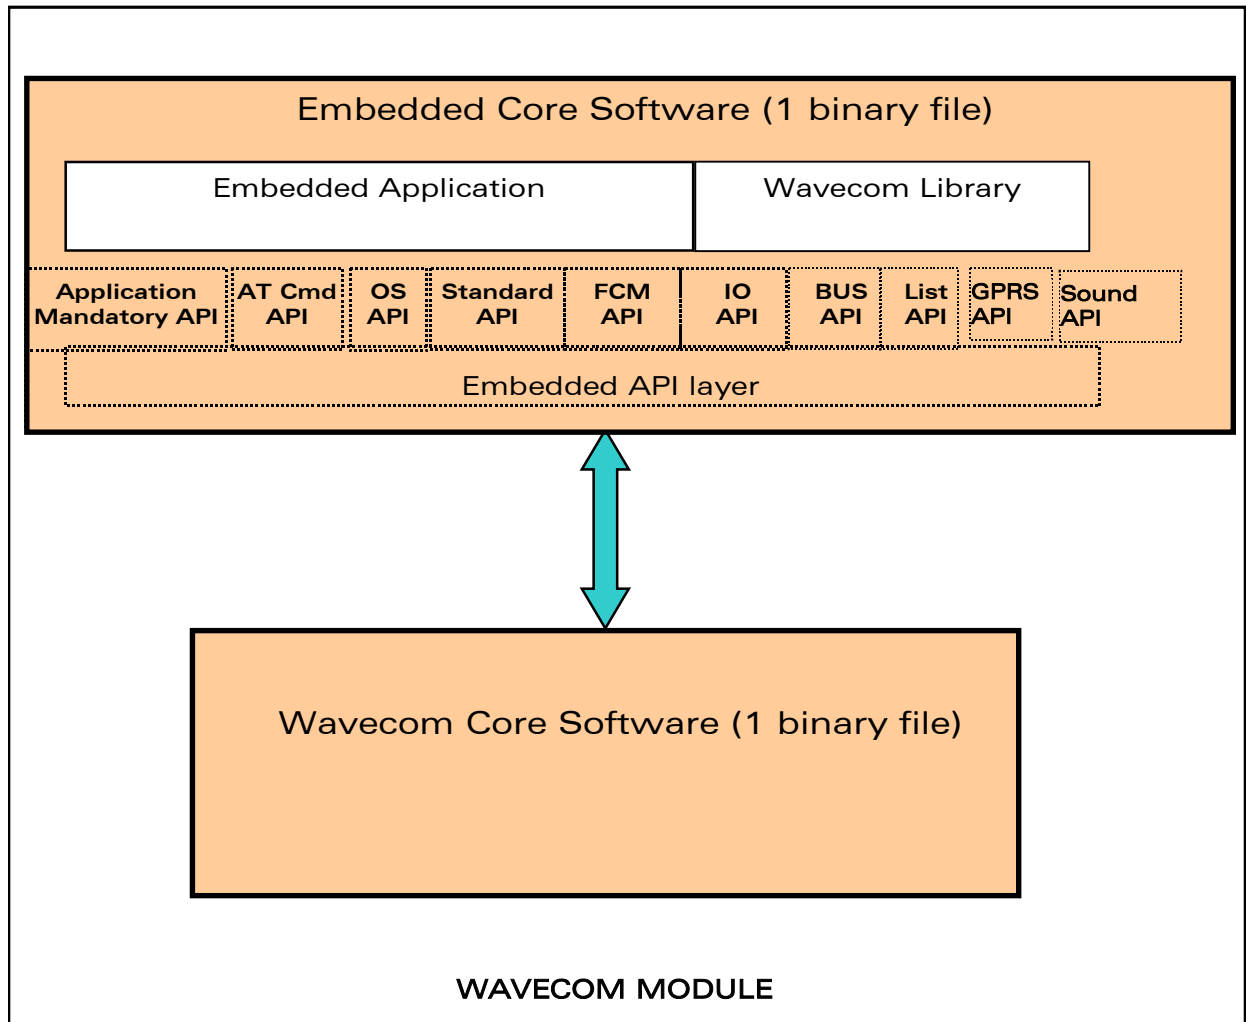 Embedded Core Software (1 binary file)
Embedded Application
Wavecom Library
Application
Mandatory API
AT Cmd
API
OS
API
Standard
API
FCM
API
IO
API
BUS
API
List
API
GPRS
API
Sound
API
Embedded API layer
Wavecom Core Software (1 binary file)
WAVECOM MODULE